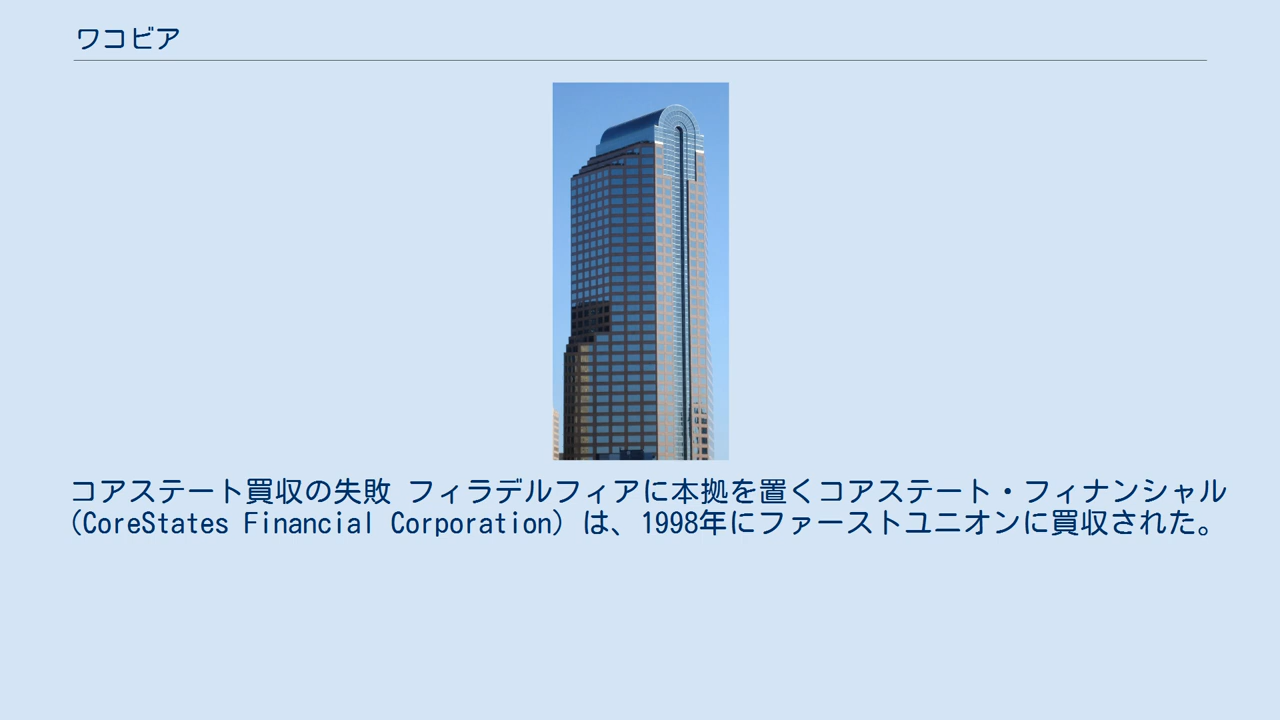 ワコビア
コアステート買収の失敗 フィラデルフィアに本拠を置くコアステート・フィナンシャル
(CoreStates Financial Corporation) は、1998年にファーストユニオンに買収された。